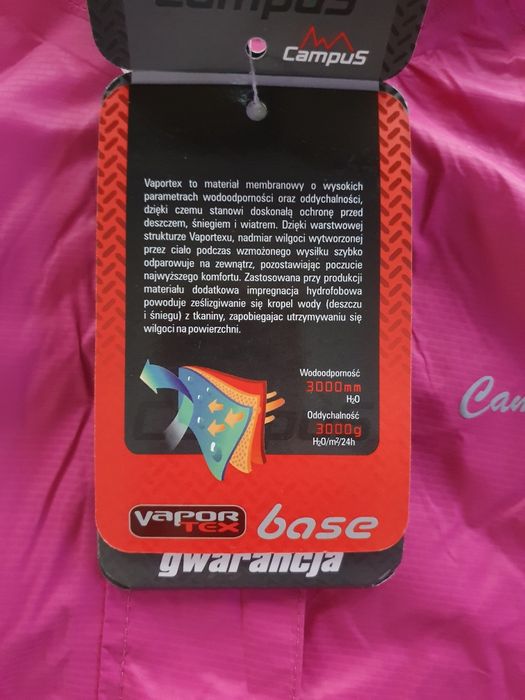 Campus
Campus
Vaportex to materiał membranowy o wysokich
parametrach wodoodporności oraz oddychalności,
dzięki czemu stanowi doskonałą ochronę przed
deszczem, śniegiem i wiatrem. Dzięki warstwowej
strukturze Vaportexu, nadmiar wilgoci wytworzonej
przez ciało podczas wzmożonego wysiłku szybko
odparowuje na zewnątrz, pozostawiając poczucie
najwyższego komfortu. Zastosowana przy produkcji
materiału dodatkowa impregnacja hydrofobowa
powoduje ześlizgiwanie się kropel wody (deszczu
i śniegu) z tkaniny, zapobiegając utrzymywaniu się
wilgoci na powierzchni.
Wodoodporność
3000mm
H₂O
Oddychalność
3000g
H₂O/m²/24h
Cam
VAPOR
TEX
base
gwarancja